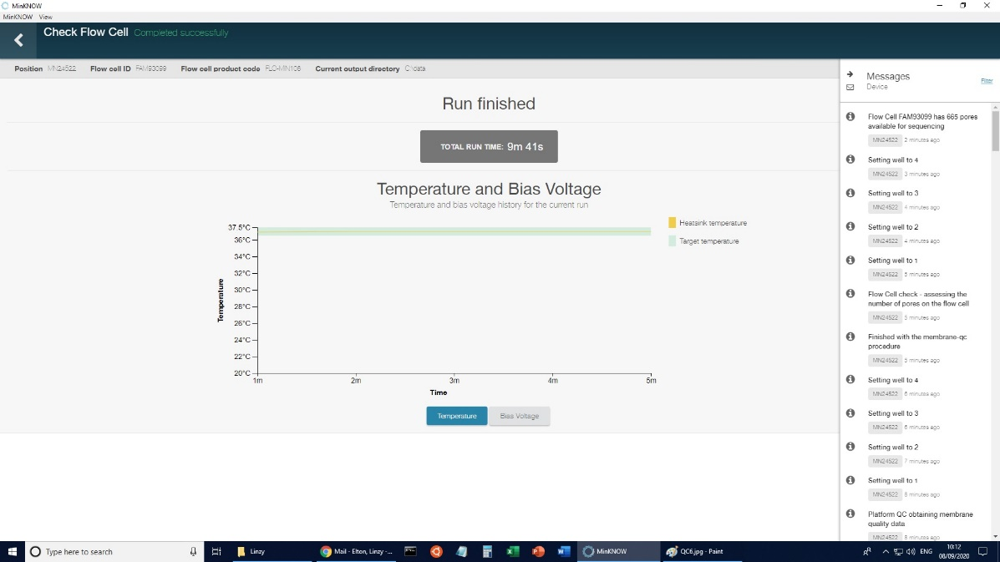 MinKNOW
MinKNOW View
Check Flow Cell Completed successfully
Position MN24522 Flow cell ID FAM93099 Flow cell product code FLO-MIN106 Current output directory C:\data
Run finished
TOTAL RUN TIME: 9m 41s
Temperature and Bias Voltage
Temperature and bias voltage history for the current run
37.5°C
36°C
34°C
32°C
30°C
28°C
26°C
24°C
22°C
20°C
Temperature
1m 2m 3m 4m 5m
Time
Heatsink temperature
Target temperature
Temperature Bias Voltage
Messages
Device
Filter
Flow Cell FAM93099 has 665 pores
available for sequencing
MN24522 2 minutes ago
Setting well to 4
MN24522 3 minutes ago
Setting well to 3
MN24522 4 minutes ago
Setting well to 2
MN24522 4 minutes ago
Setting well to 1
MN24522 5 minutes ago
Flow Cell check - assessing the
number of pores on the flow cell
MN24522 5 minutes ago
Finished with the membrane-qc
procedure
MN24522 5 minutes ago
Setting well to 4
MN24522 6 minutes ago
Setting well to 3
MN24522 6 minutes ago
Setting well to 2
MN24522 7 minutes ago
Setting well to 1
MN24522 8 minutes ago
Platform QC obtaining membrane
quality data
MN24522 8 minutes ago
Type here to search
Linzy
Mail - Elton, Linzy -...
MinKNOW
QC6.jpg - Paint
ENG
10:12
08/09/2020